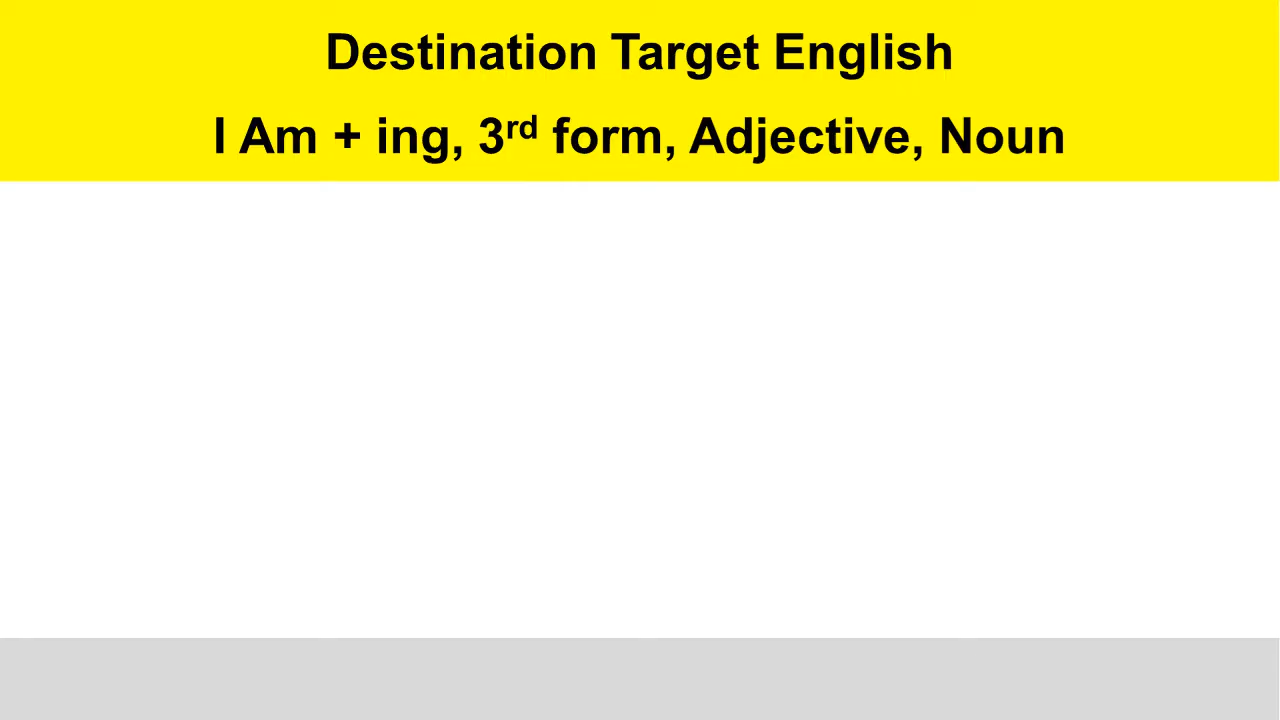 Destination Target English
I Am + ing, 3rd form, Adjective, Noun